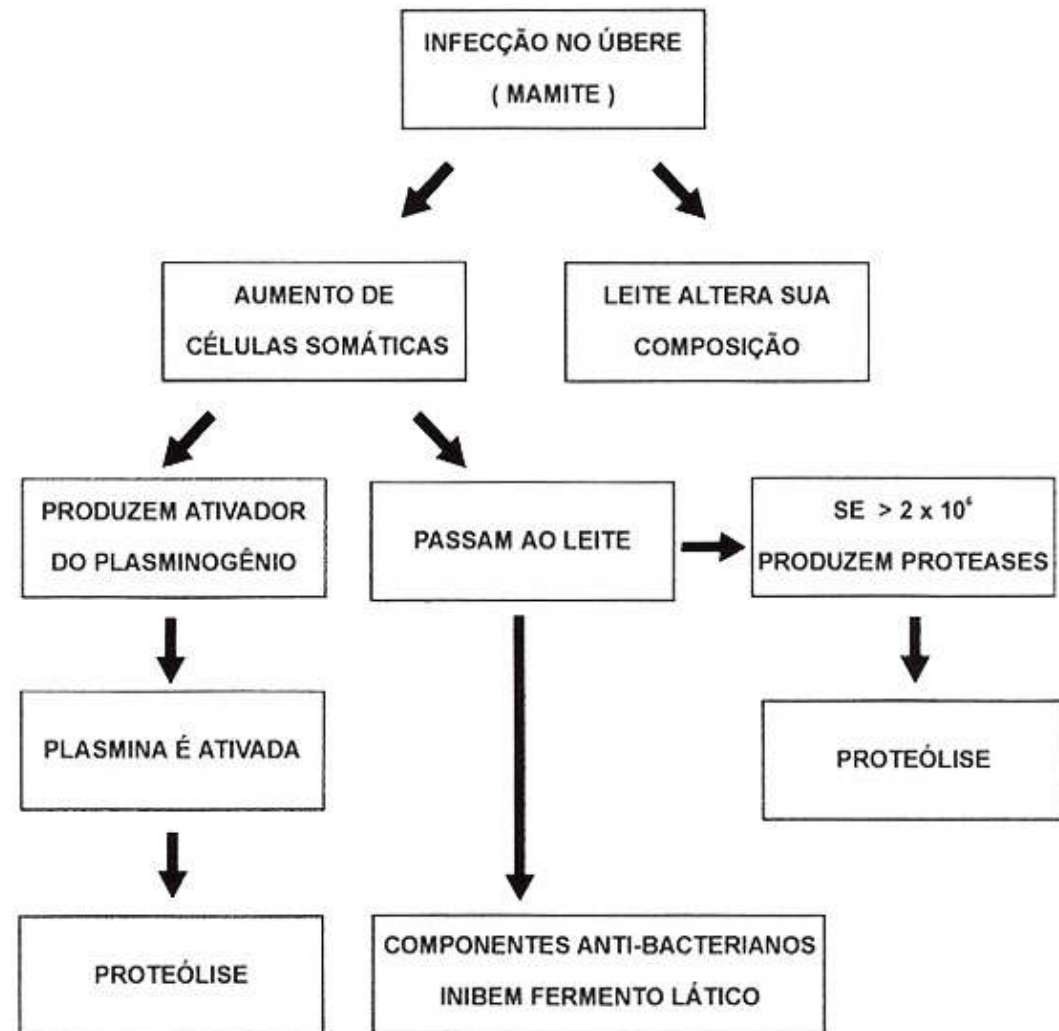 INFECÇÃO NO ÚBERE
( MAMITE )
AUMENTO DE
CÉLULAS SOMÁTICAS
LEITE ALTERA SUA
COMPOSIÇÃO
PRODUZEM ATIVADOR
DO PLASMINOGÊNIO
PASSAM AO LEITE
SE > 2 x 10⁶
PRODUZEM PROTEASES
PLASMINA É ATIVADA
PROTEÓLISE
PROTEÓLISE
COMPONENTES ANTI-BACTERIANOS
INIBEM FERMENTO LÁTICO